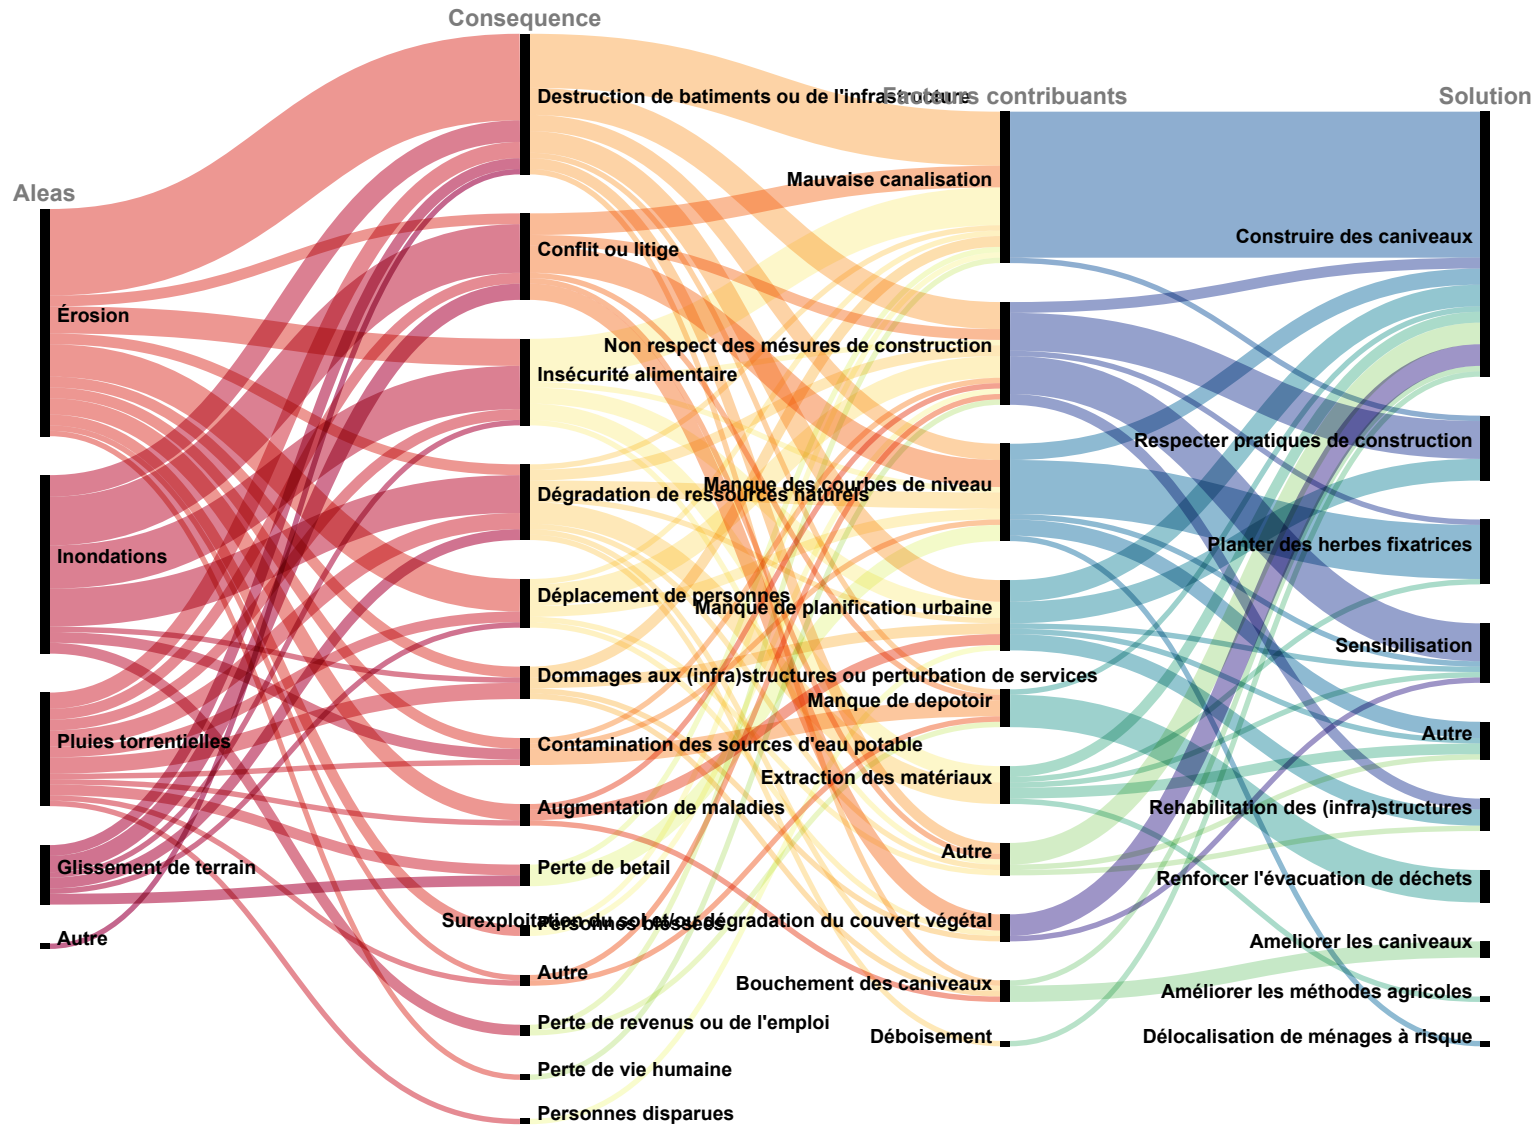 Aleas
Érosion
Inondations
Pluies torrentielles
Glissement de terrain
Autre
Consequence
Destruction de batiments ou de l'infrastructure
Conflit ou litige
Insécurité alimentaire
Dégradation de ressources naturels
Déplacement de personnes
Dommages aux (infra)structures ou perturbation de services
Contamination des sources d'eau potable
Augmentation de maladies
Perte de betail
Personnes blessées
Autre
Perte de revenus ou de l'emploi
Perte de vie humaine
Personnes disparues
Facteurs contribuants
Mauvaise canalisation
Non respect des mésures de construction
Manque des courbes de niveau
Manque de planification urbaine
Manque de depotoir
Extraction des matériaux
Autre
Surexploitation du sol et/ou dégradation du couvert végétal
Bouchement des caniveaux
Déboisement
Solution
Construire des caniveaux
Respecter pratiques de construction
Planter des herbes fixatrices
Sensibilisation
Autre
Rehabilitation des (infra)structures
Renforcer l'évacuation de déchets
Ameliorer les caniveaux
Améliorer les méthodes agricoles
Délocalisation de ménages à risque